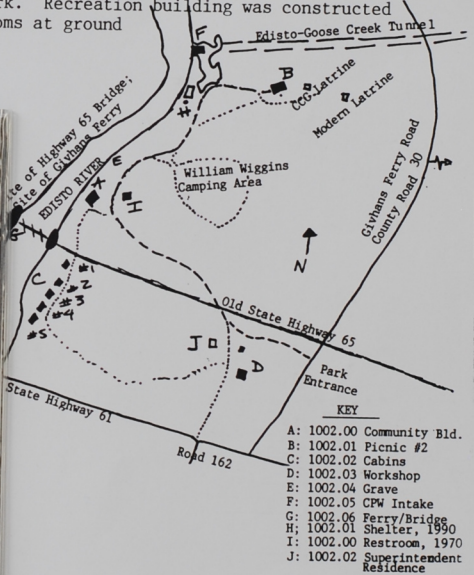 rk. Recreation building was constructed
oms at ground
F
Edisto-Goose Creek Tunnel
B
CCC Latrine
Modern Latrine
H
ite of Highway 65 Bridge;
Site of Givhans Ferry
EDISTO RIVER
E
William Wiggins
Camping Area
I
Givhans Ferry Road
County Road 30
G
N
C
#1
#2
#3
#4
#5
Old State Highway 65
J
D
Park
Entrance
State Highway 61
Road 162
KEY
A: 1002.00 Community Bld.
B: 1002.01 Picnic #2
C: 1002.02 Cabins
D: 1002.03 Workshop
E: 1002.04 Grave
F: 1002.05 CPW Intake
G: 1002.06 Ferry/Bridge
H; 1002.01 Shelter, 1990
I: 1002.00 Restroom, 1970
J: 1002.02 Superintendent
Residence